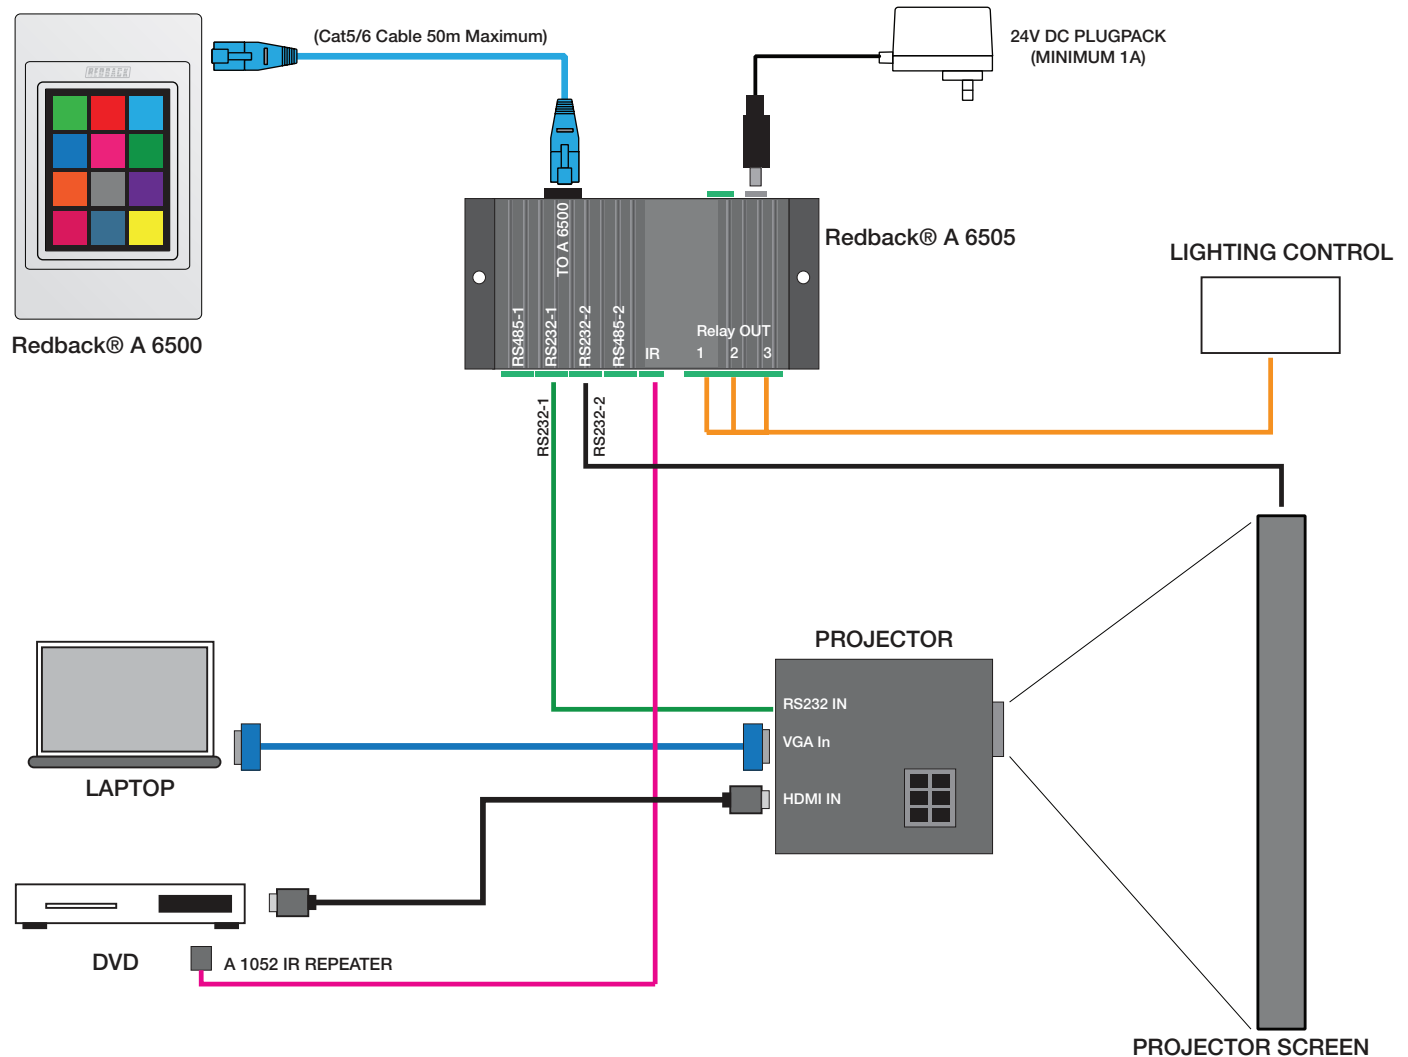 (Cat5/6 Cable 50m Maximum)
24V DC PLUGPACK
(MINIMUM 1A)
REDBACK
TO A 6500
Redback® A 6505
LIGHTING CONTROL
Redback® A 6500
RS485-1
RS232-1
RS232-2
RS485-2
IR
Relay OUT
1 2 3
RS232-1
RS232-2
PROJECTOR
RS232 IN
VGA In
HDMI IN
LAPTOP
DVD
A 1052 IR REPEATER
PROJECTOR SCREEN